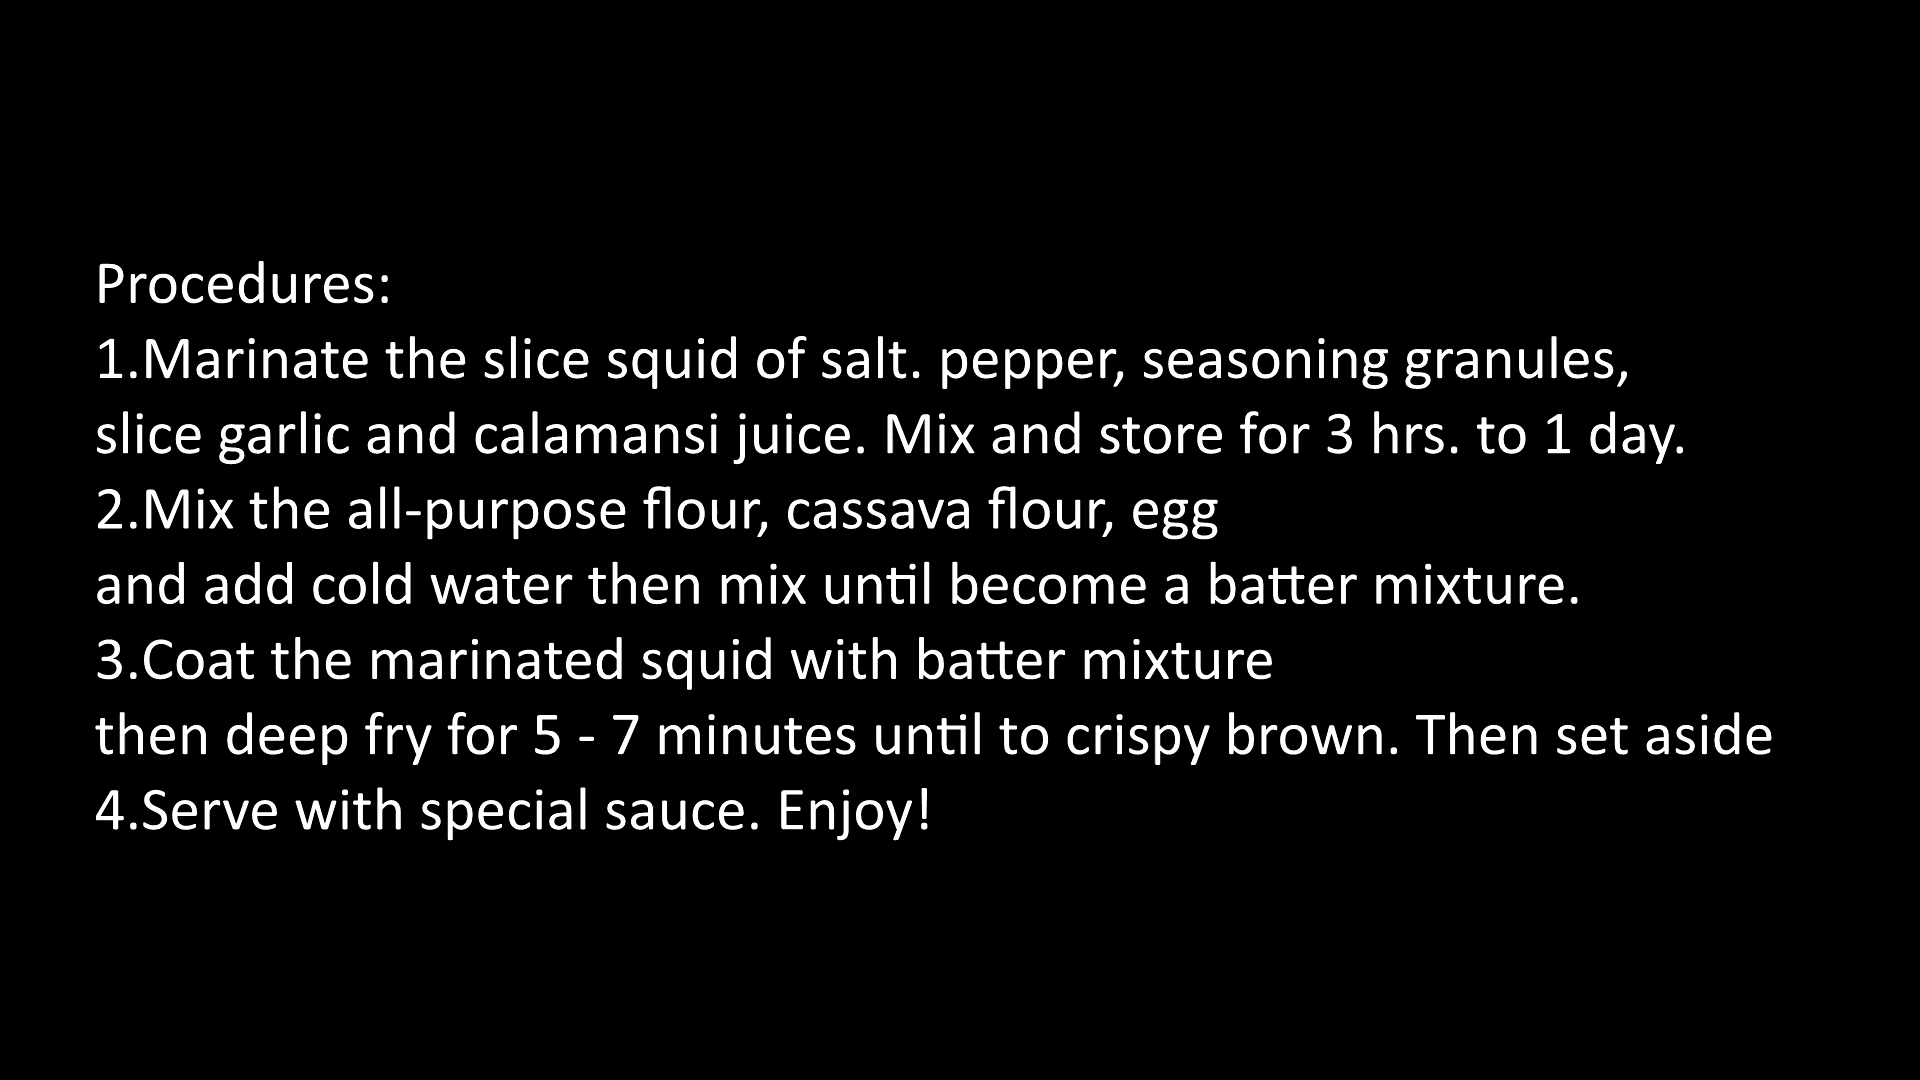 Procedures:
1.Marinate the slice squid of salt. pepper, seasoning granules,
slice garlic and calamansi juice. Mix and store for 3 hrs. to 1 day.
2.Mix the all-purpose flour, cassava flour, egg
and add cold water then mix until become a batter mixture.
3.Coat the marinated squid with batter mixture
then deep fry for 5 - 7 minutes until to crispy brown. Then set aside
4.Serve with special sauce. Enjoy!